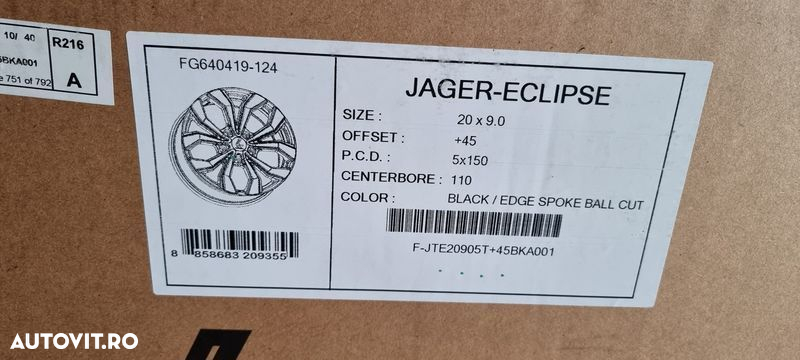 10/ 40
R216
5BKA001
751 of 792
A
FG640419-124
8 858683 209355
JAGER-ECLIPSE
SIZE : 20 x 9.0
OFFSET : +45
P.C.D. : 5x150
CENTERBORE : 110
COLOR : BLACK / EDGE SPOKE BALL CUT
F-JTE20905T+45BKA001
AUTOVIT.RO